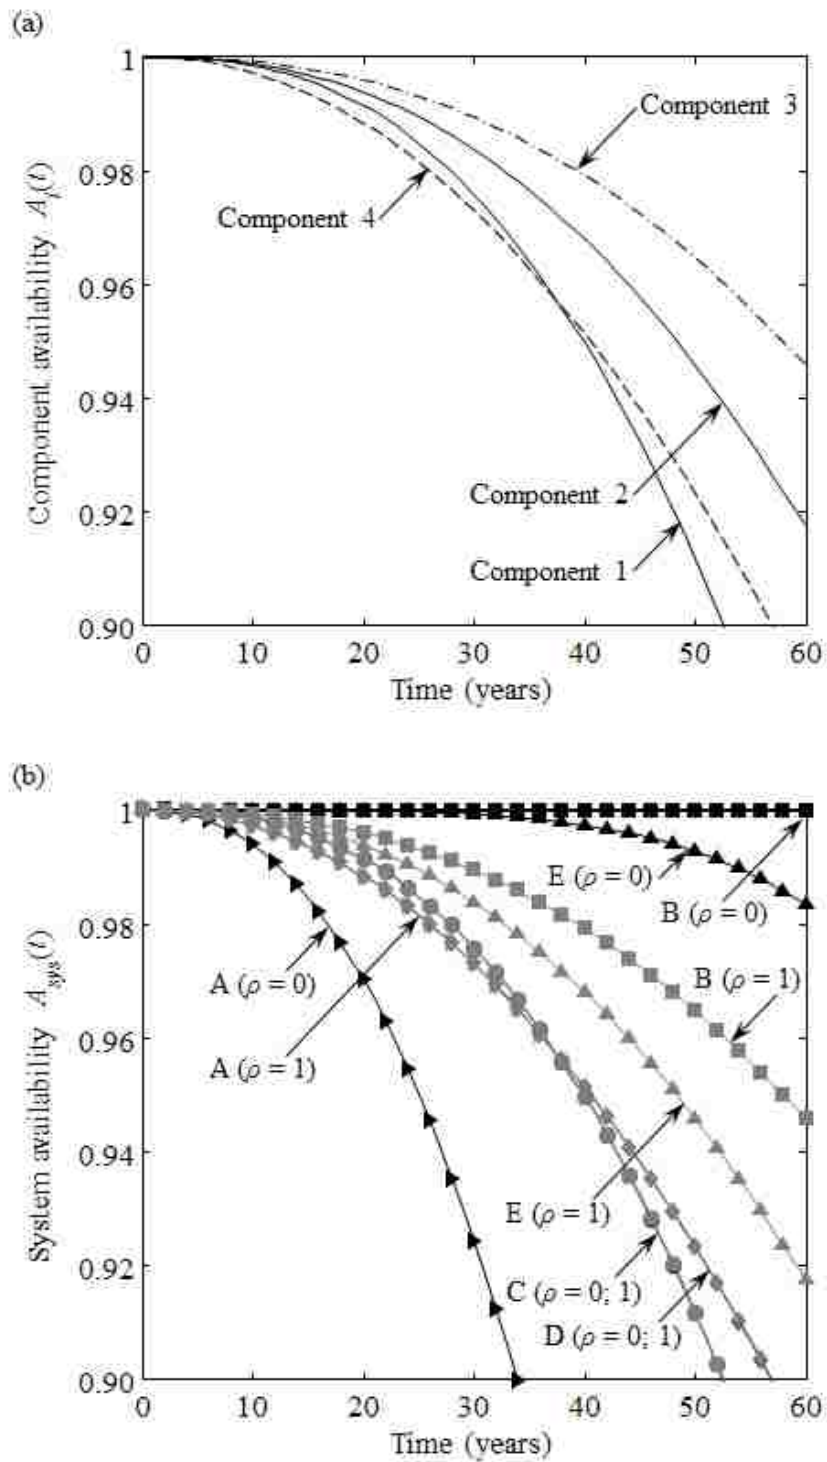 (a)
1
0.98
0.96
0.94
0.92
0.90
Component availability A_i(t)
Component 3
Component 4
Component 2
Component 1
0 10 20 30 40 50 60
Time (years)
(b)
1
0.98
0.96
0.94
0.92
0.90
System availability A_sys(t)
E (ρ = 0)
B (ρ = 0)
A (ρ = 0)
B (ρ = 1)
A (ρ = 1)
E (ρ = 1)
C (ρ = 0; 1)
D (ρ = 0; 1)
0 10 20 30 40 50 60
Time (years)